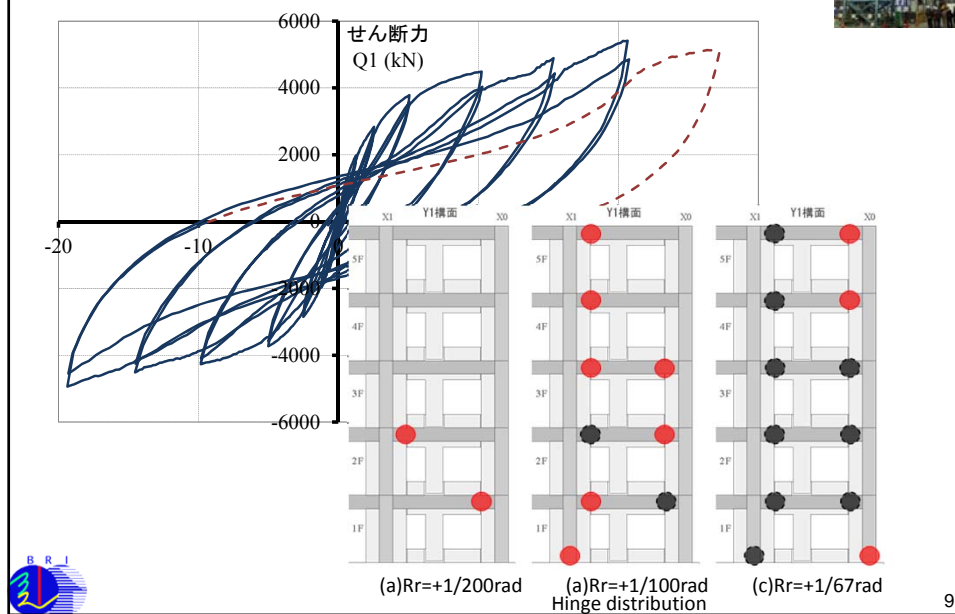 せん断力
Q1 (kN)
6000
4000
2000
0
-20
-10
0
-2000
-4000
-6000
Y1構面
X1
X0
5F
4F
3F
2F
1F
Y1構面
X1
X0
5F
4F
3F
2F
1F
Y1構面
X1
X0
5F
4F
3F
2F
1F
(a)Rr=+1/200rad
(a)Rr=+1/100rad
(c)Rr=+1/67rad
Hinge distribution
B R I
9